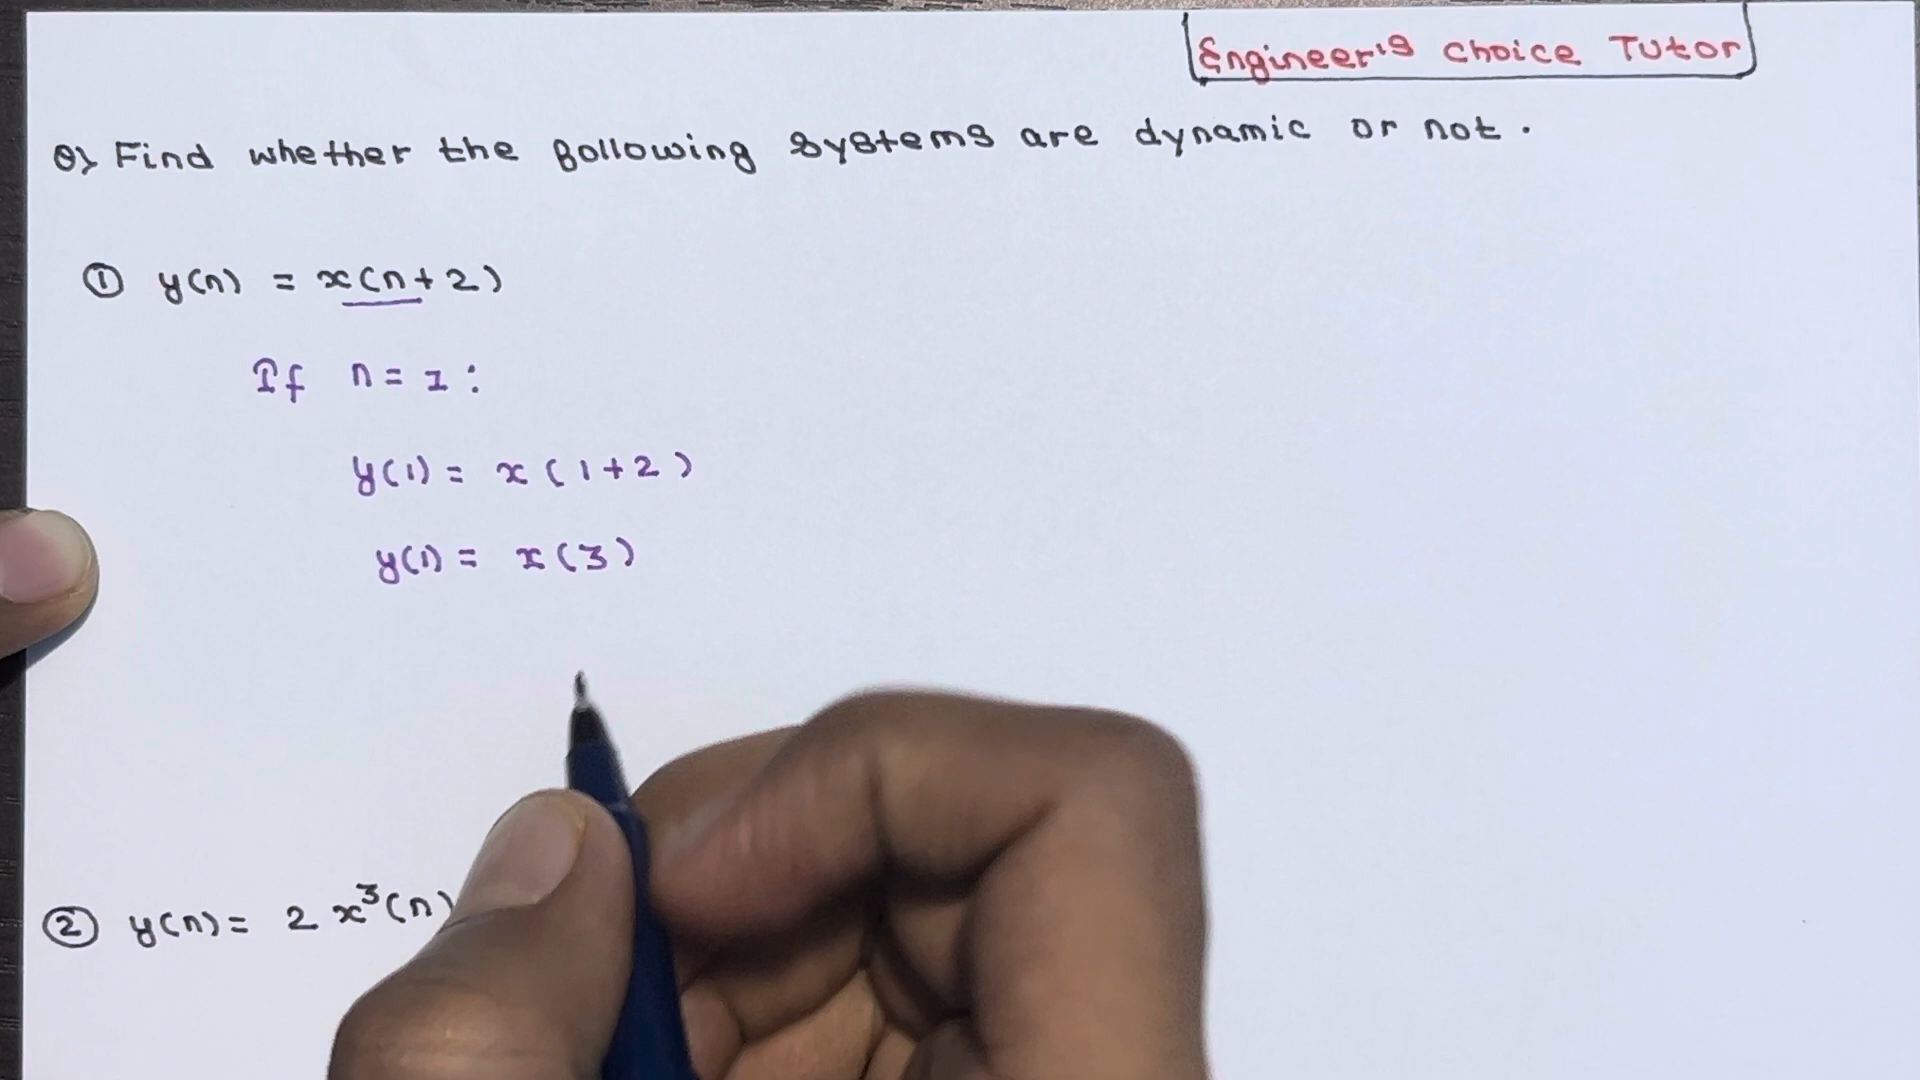 Engineer's choice Tutor
Q> Find whether the following systems are dynamic or not.
① y(n) = x(n+2)
If n = 1 :
y(1) = x(1+2)
y(1) = x(3)
② y(n) = 2x³(n)